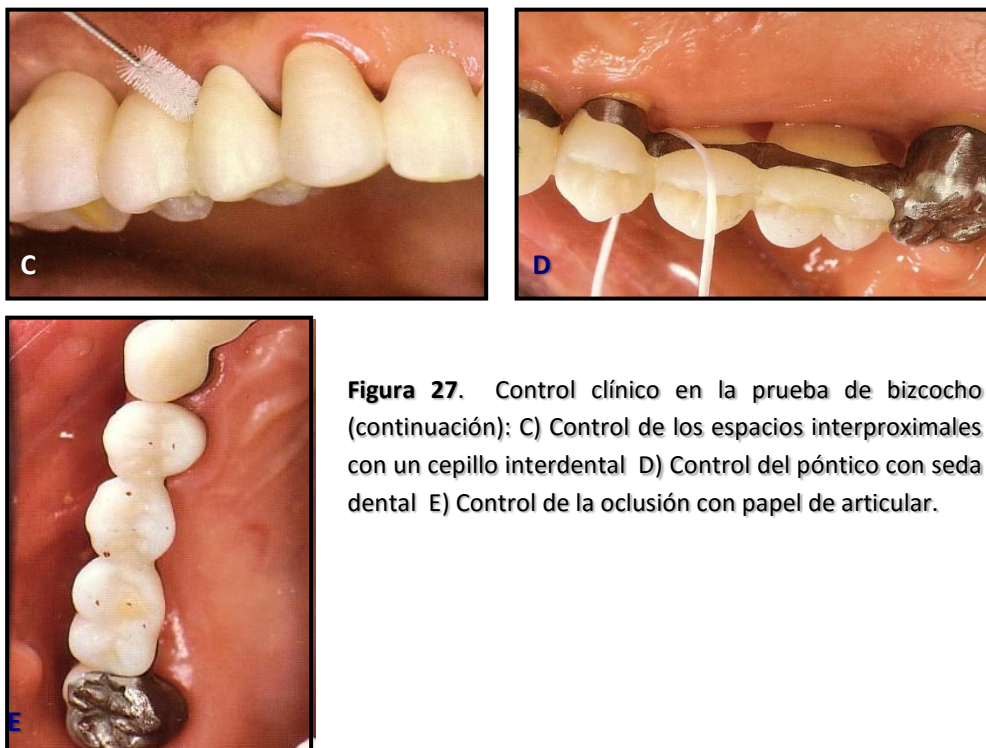 C
D
Figura 27. Control clínico en la prueba de bizcocho
(continuación): C) Control de los espacios interproximales
con un cepillo interdental D) Control del póntico con seda
dental E) Control de la oclusión con papel de articular.
E